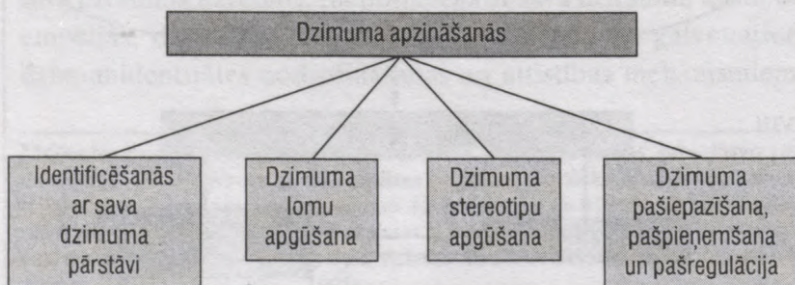 Dzimuma apzināšanās
Identificēšanās
ar sava
dzimuma
pārstāvi
Dzimuma
lomu
apgūšana
Dzimuma
stereotipu
apgūšana
Dzimuma
pašiepazīšana,
pašpieņemšana
un pašregulācija